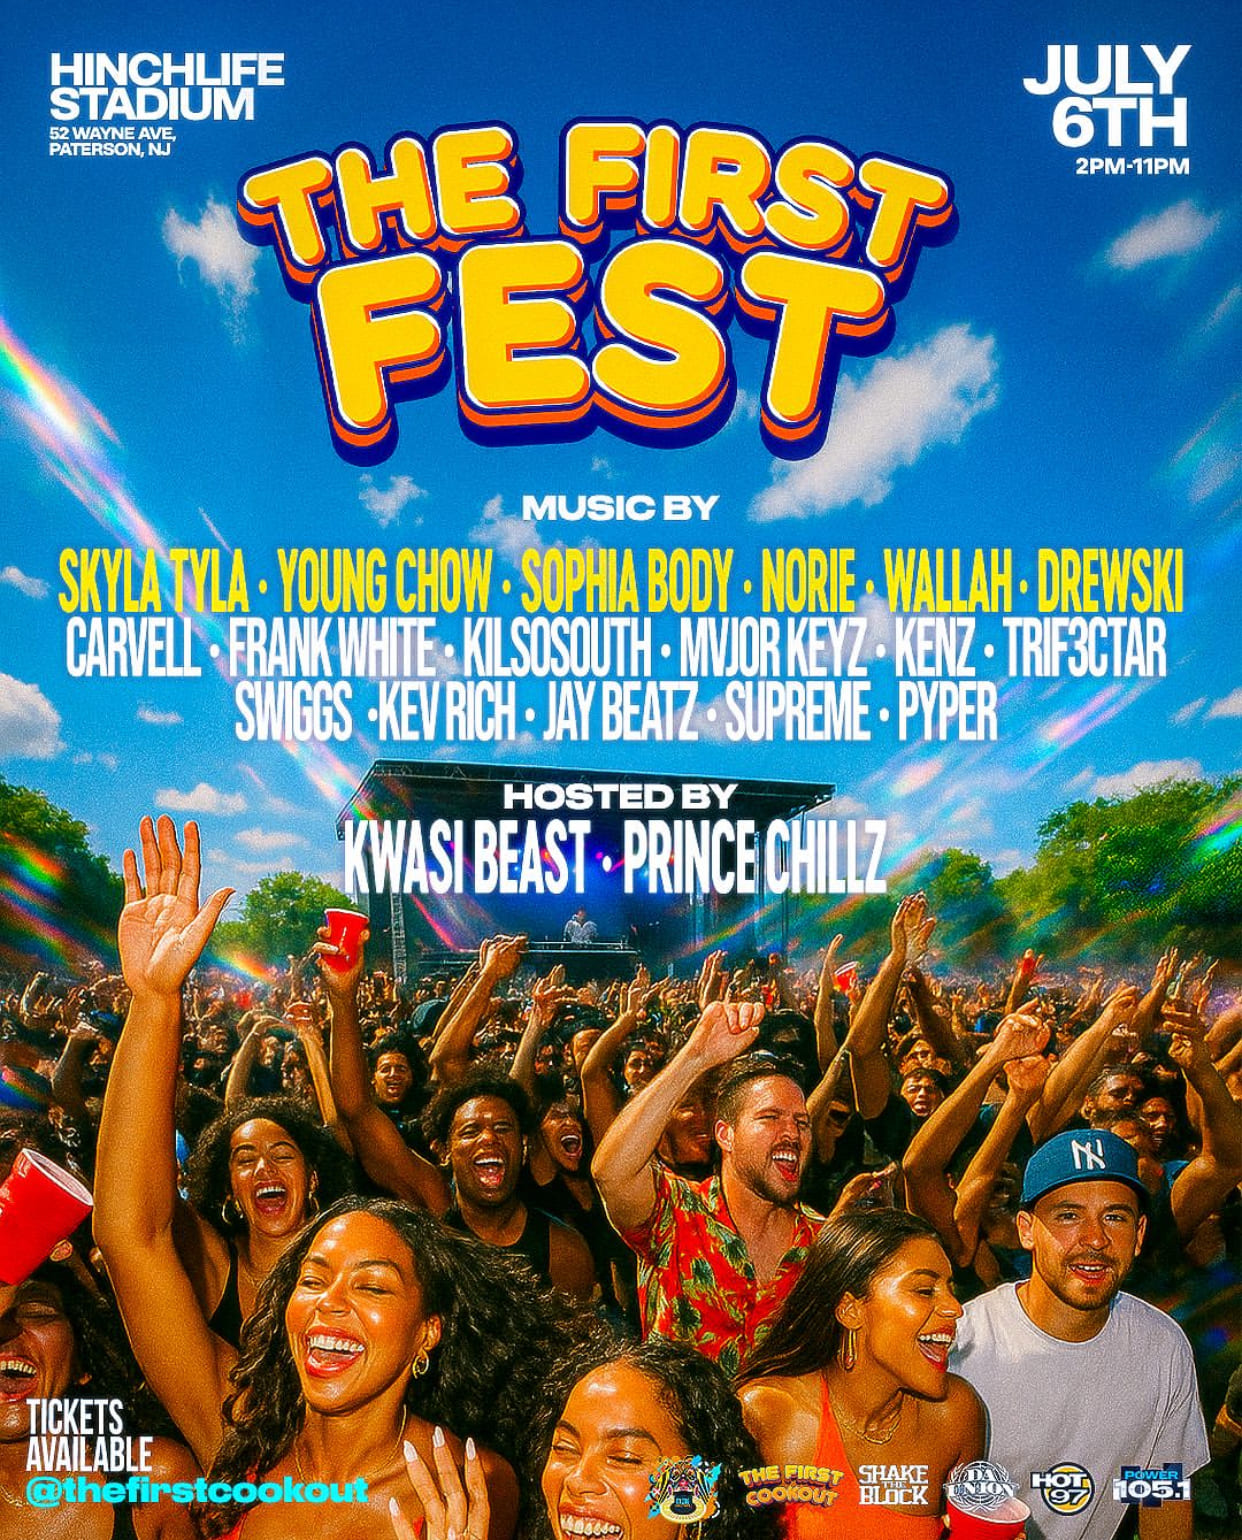 HINCHLIFE
STADIUM
52 WAYNE AVE,
PATERSON, NJ
JULY
6TH
2PM-11PM
THE FIRST
FEST
MUSIC BY
SKYLA TYLA · YOUNG CHOW · SOPHIA BODY · NORIE · WALLAH · DREWSKI
CARVELL · FRANK WHITE · KILSOSOUTH · MVJOR KEYZ · KENZ · TRIF3CTAR
SWIGGS · KEV RICH · JAY BEATZ · SUPREME · PYPER
HOSTED BY
KWASI BEAST · PRINCE CHILLZ
TICKETS
AVAILABLE
@thefirstcookout
THE FIRST
COOKOUT
SHAKE
THE
BLOCK
DA
UNION
HOT
97
POWER
105.1